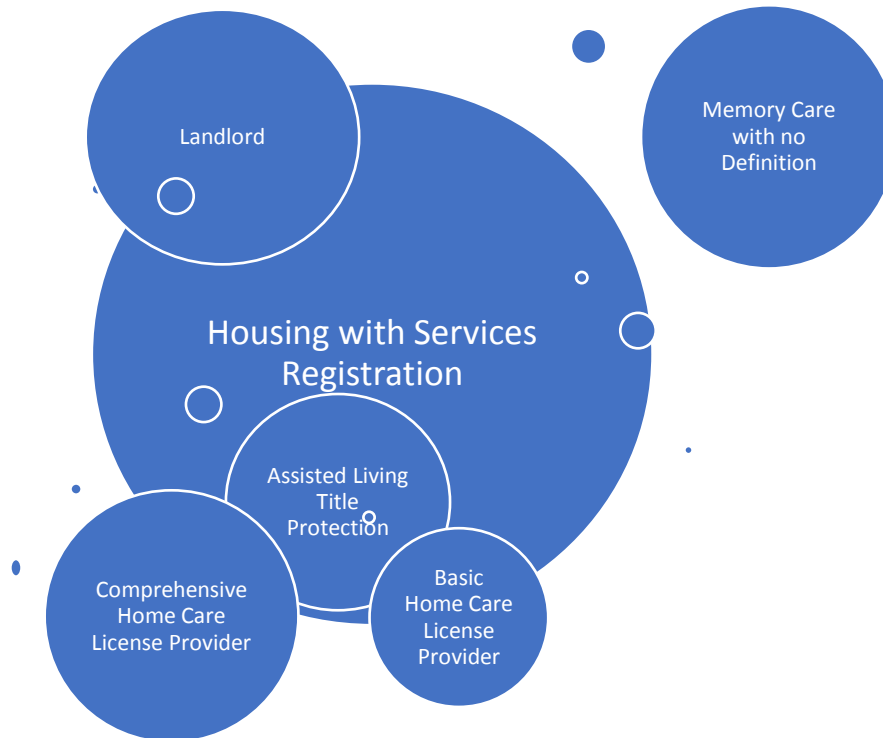 Landlord
Memory Care
with no
Definition
Housing with Services
Registration
Assisted Living
Title
Protection
Comprehensive
Home Care
License Provider
Basic
Home Care
License
Provider